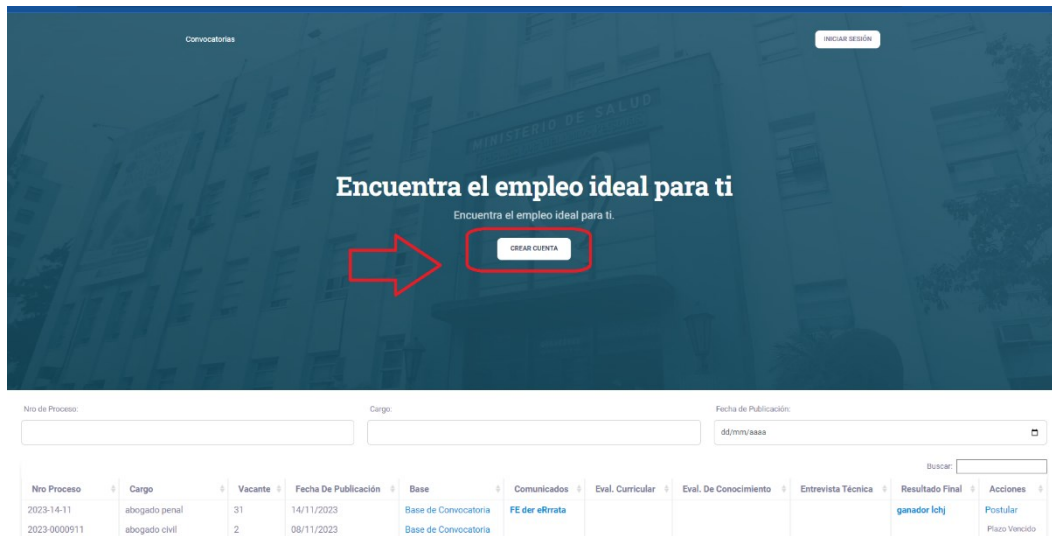 Convocatorias
INICIAR SESIÓN
MINISTERIO DE SALUD
Encuentra el empleo ideal para ti
Encuentra el empleo ideal para ti.
CREAR CUENTA
Nro de Proceso:
Cargo:
Fecha de Publicación:
dd/mm/aaaa
Buscar:
Nro Proceso Cargo Vacante Fecha De Publicación Base Comunicados Eval. Curricular Eval. De Conocimiento Entrevista Técnica Resultado Final Acciones
2023-14-11 abogado penal 31 14/11/2023 Base de Convocatoria FE der eRrrata ganador lchj Postular
2023-0000911 abogado civil 2 08/11/2023 Base de Convocatoria Plazo Vencido